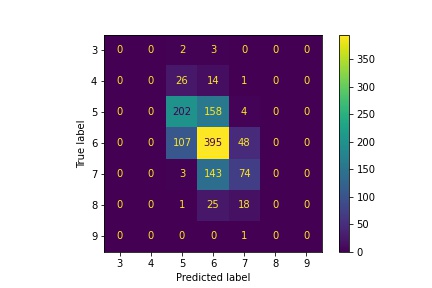 3 0 0 2 3 0 0 0
4 0 0 26 14 1 0 0
5 0 0 202 158 4 0 0
6 0 0 107 395 48 0 0
7 0 0 3 143 74 0 0
8 0 0 1 25 18 0 0
9 0 0 0 0 1 0 0
3 4 5 6 7 8 9
Predicted label
True label
350
300
250
200
150
100
50
0